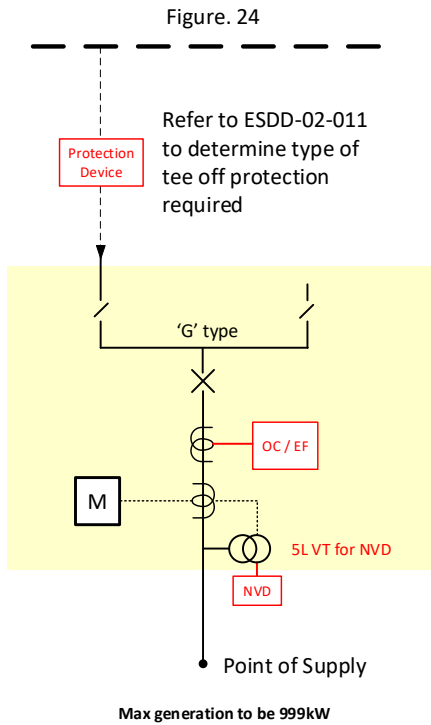 Figure. 24
Refer to ESDD-02-011
to determine type of
tee off protection
required
Protection
Device
‘G’ type
OC / EF
M
5L VT for NVD
NVD
Point of Supply
Max generation to be 999kW